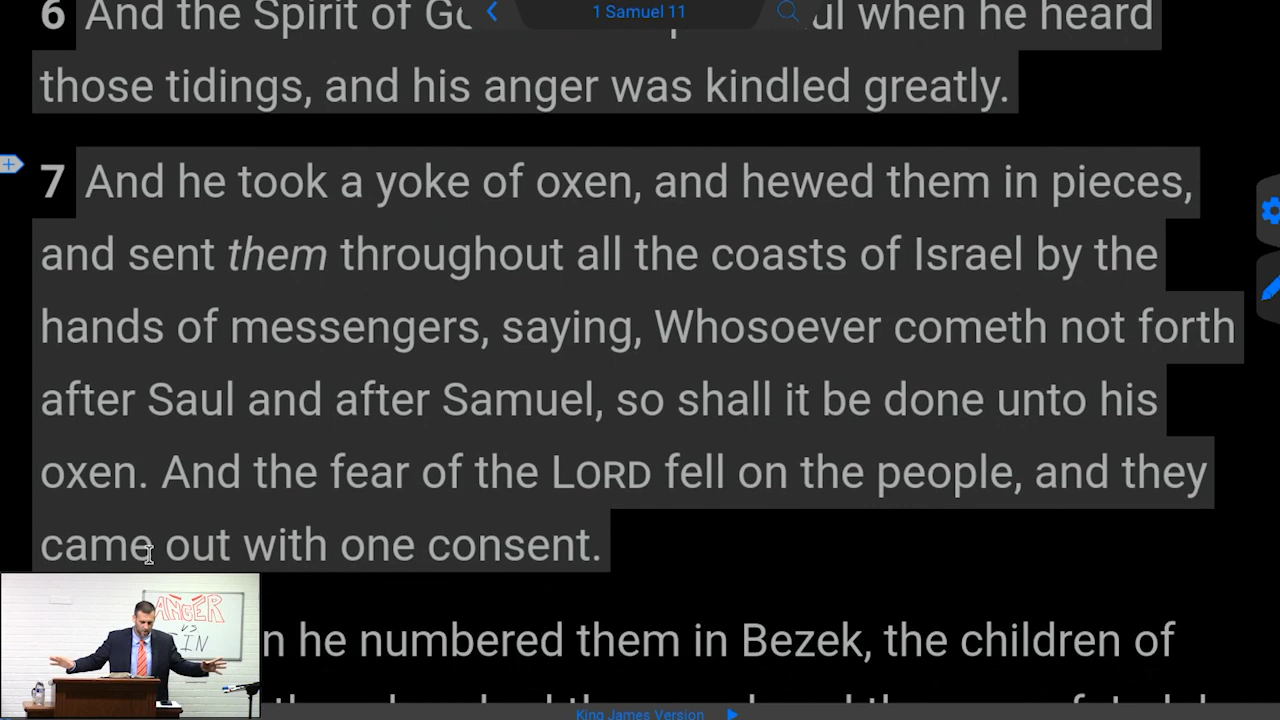 1 Samuel 11
6 And the Spirit of Go ul when he heard
those tidings, and his anger was kindled greatly.
7 And he took a yoke of oxen, and hewed them in pieces,
and sent them throughout all the coasts of Israel by the
hands of messengers, saying, Whosoever cometh not forth
after Saul and after Samuel, so shall it be done unto his
oxen. And the fear of the LORD fell on the people, and they
came out with one consent.
ANGER
VS.
SIN
n he numbered them in Bezek, the children of
King James Version